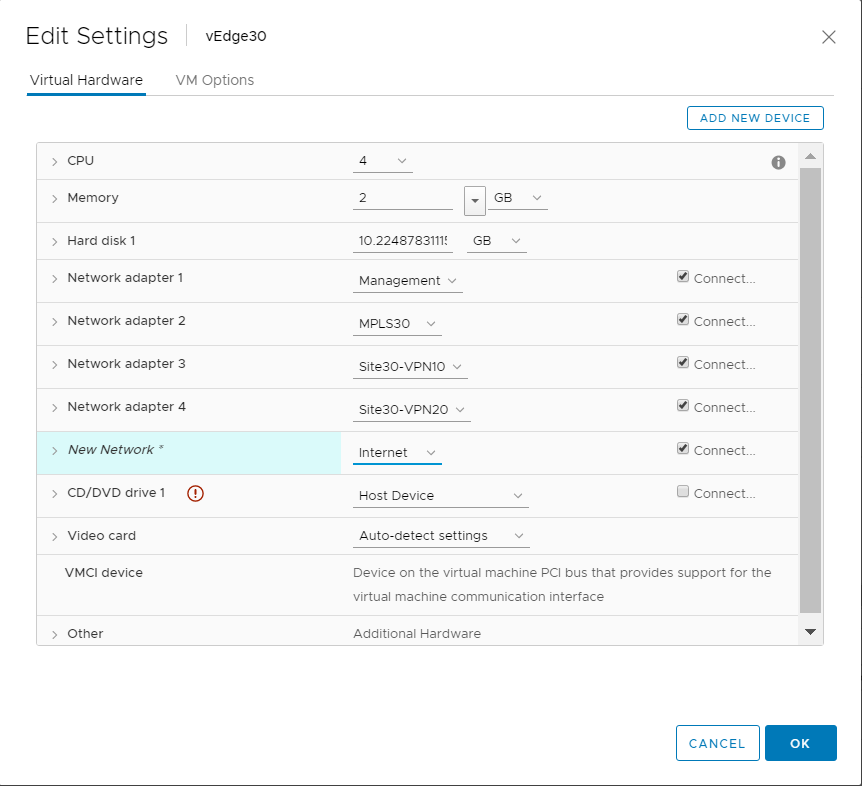 Edit Settings vEdge30
Virtual Hardware VM Options
ADD NEW DEVICE
CPU 4
Memory 2 GB
Hard disk 1 10.2248783111 GB
Network adapter 1 Management Connect...
Network adapter 2 MPLS30 Connect...
Network adapter 3 Site30-VPN10 Connect...
Network adapter 4 Site30-VPN20 Connect...
New Network * Internet Connect...
CD/DVD drive 1 Host Device Connect...
Video card Auto-detect settings
VMCI device Device on the virtual machine PCI bus that provides support for the
virtual machine communication interface
Other Additional Hardware
CANCEL OK